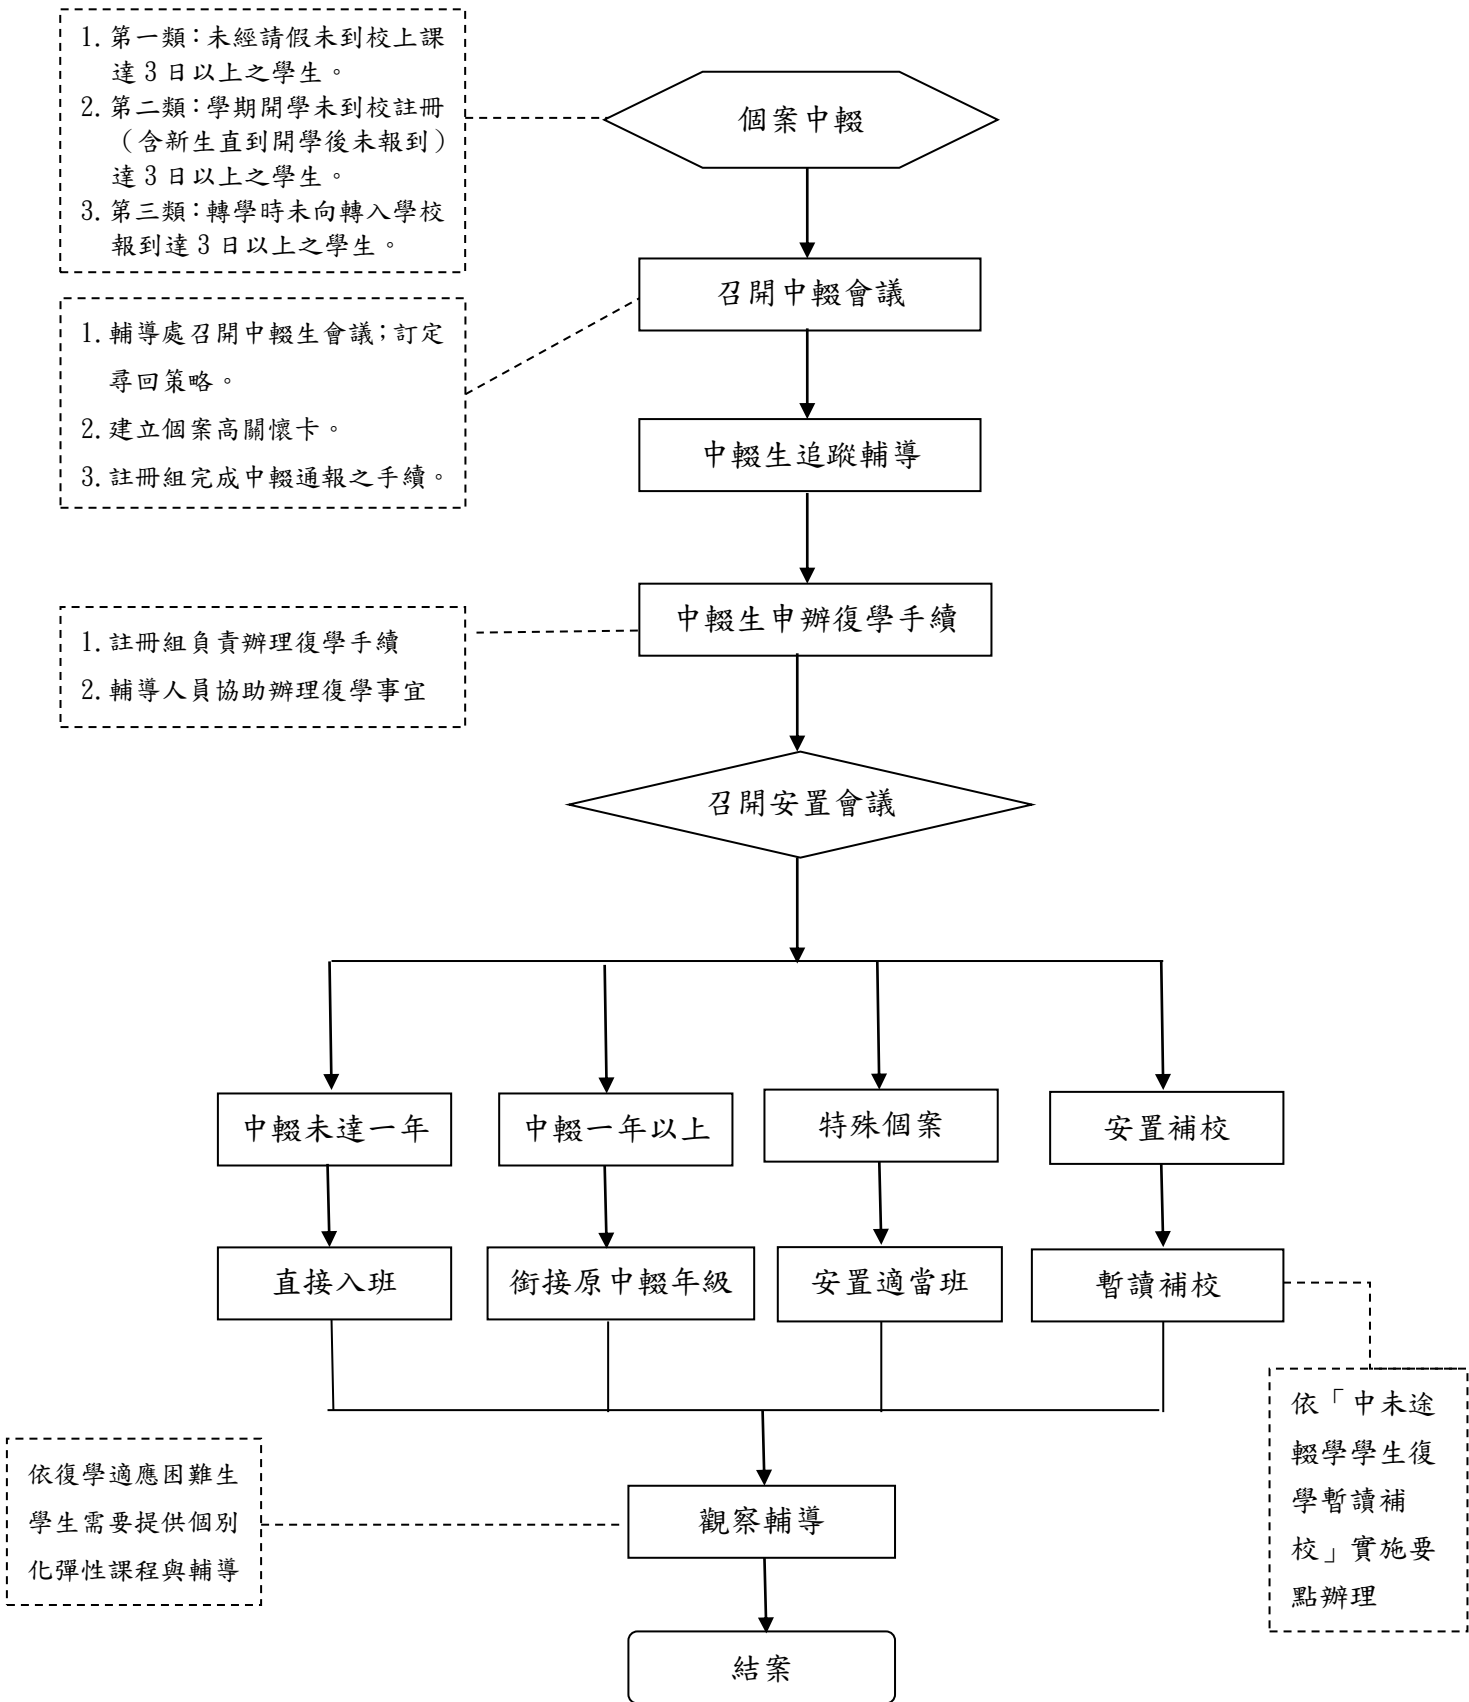 1. 第一類：未經請假未到校上課
達 3 日以上之學生。
2. 第二類：學期開學未到校註冊
（含新生直到開學後未報到）
達 3 日以上之學生。
3. 第三類：轉學時未向轉入學校
報到達 3 日以上之學生。
個案中輟
召開中輟會議
1. 輔導處召開中輟生會議；訂定
尋回策略。
2. 建立個案高關懷卡。
3. 註冊組完成中輟通報之手續。
中輟生追蹤輔導
中輟生申辦復學手續
1. 註冊組負責辦理復學手續
2. 輔導人員協助辦理復學事宜
召開安置會議
中輟未達一年
中輟一年以上
特殊個案
安置補校
直接入班
銜接原中輟年級
安置適當班
暫讀補校
依「中未途
輟學學生復
學暫讀補
校」實施要
點辦理
依復學適應困難生
學生需要提供個別
化彈性課程與輔導
觀察輔導
結案